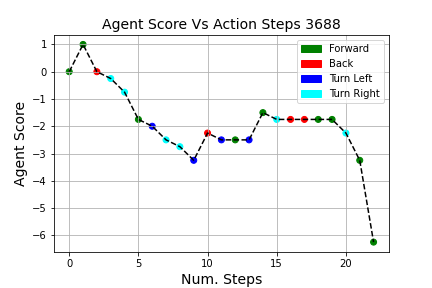 Agent Score Vs Action Steps 3688
Forward
Back
Turn Left
Turn Right
1
0
−1
−2
−3
−4
−5
−6
Agent Score
0 5 10 15 20
Num. Steps